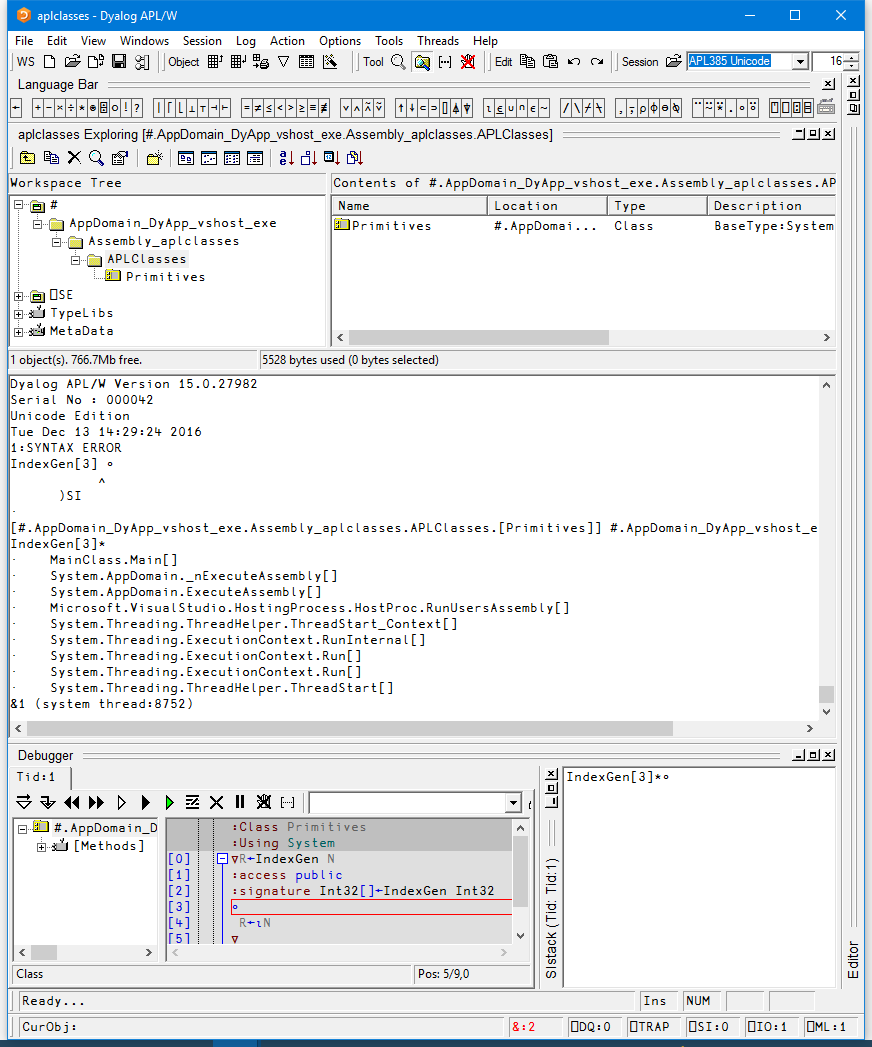 aplclasses - Dyalog APL/W
File Edit View Windows Session Log Action Options Tools Threads Help
WS Object Tool Edit Session APL385 Unicode 16
Language Bar
← +-×÷*⍟⌹○!? |⌈⌊⊥⊤⊣⊢ =≠≤<>≥≡≢ ∨∧⍲⍱ ↑↓⊂⊃⌷⍋⍒ ⍳⍷∪∩∊~ /\⌿⍀ ,⍪⍴⌽⊖⍉ ¨⍨⍣.∘⍤
aplclasses Exploring [#.AppDomain_DyApp_vshost_exe.Assembly_aplclasses.APLClasses]
Workspace Tree
#
AppDomain_DyApp_vshost_exe
Assembly_aplclasses
APLClasses
Primitives
⎕SE
TypeLibs
MetaData
Contents of #.AppDomain_DyApp_vshost_exe.Assembly_aplclasses.AP
Name Location Type Description
Primitives #.AppDomai... Class BaseType:System
1 object(s). 766.7Mb free. 5528 bytes used (0 bytes selected)
Dyalog APL/W Version 15.0.27982
Serial No : 000042
Unicode Edition
Tue Dec 13 14:29:24 2016
1:SYNTAX ERROR
IndexGen[3] ∘
∧
)SI
·
[#.AppDomain_DyApp_vshost_exe.Assembly_aplclasses.APLClasses.[Primitives]] #.AppDomain_DyApp_vshost_e
IndexGen[3]*
· MainClass.Main[]
· System.AppDomain._nExecuteAssembly[]
· System.AppDomain.ExecuteAssembly[]
· Microsoft.VisualStudio.HostingProcess.HostProc.RunUsersAssembly[]
· System.Threading.ThreadHelper.ThreadStart_Context[]
· System.Threading.ExecutionContext.RunInternal[]
· System.Threading.ExecutionContext.Run[]
· System.Threading.ExecutionContext.Run[]
· System.Threading.ThreadHelper.ThreadStart[]
&1 (system thread:8752)
Debugger
Tid:1
#.AppDomain_D
[Methods]
:Class Primitives
:Using System
[0] ∇R←IndexGen N
[1] :access public
[2] :signature Int32[]←IndexGen Int32
[3] ∘
[4] R←⍳N
[5] ∇
Class Pos: 5/9,0
SIstack (Tid: Tid:1)
IndexGen[3]*∘
Editor
Ready... Ins NUM
CurObj: &:2 ⎕DQ:0 ⎕TRAP ⎕SI:0 ⎕IO:1 ⎕ML:1